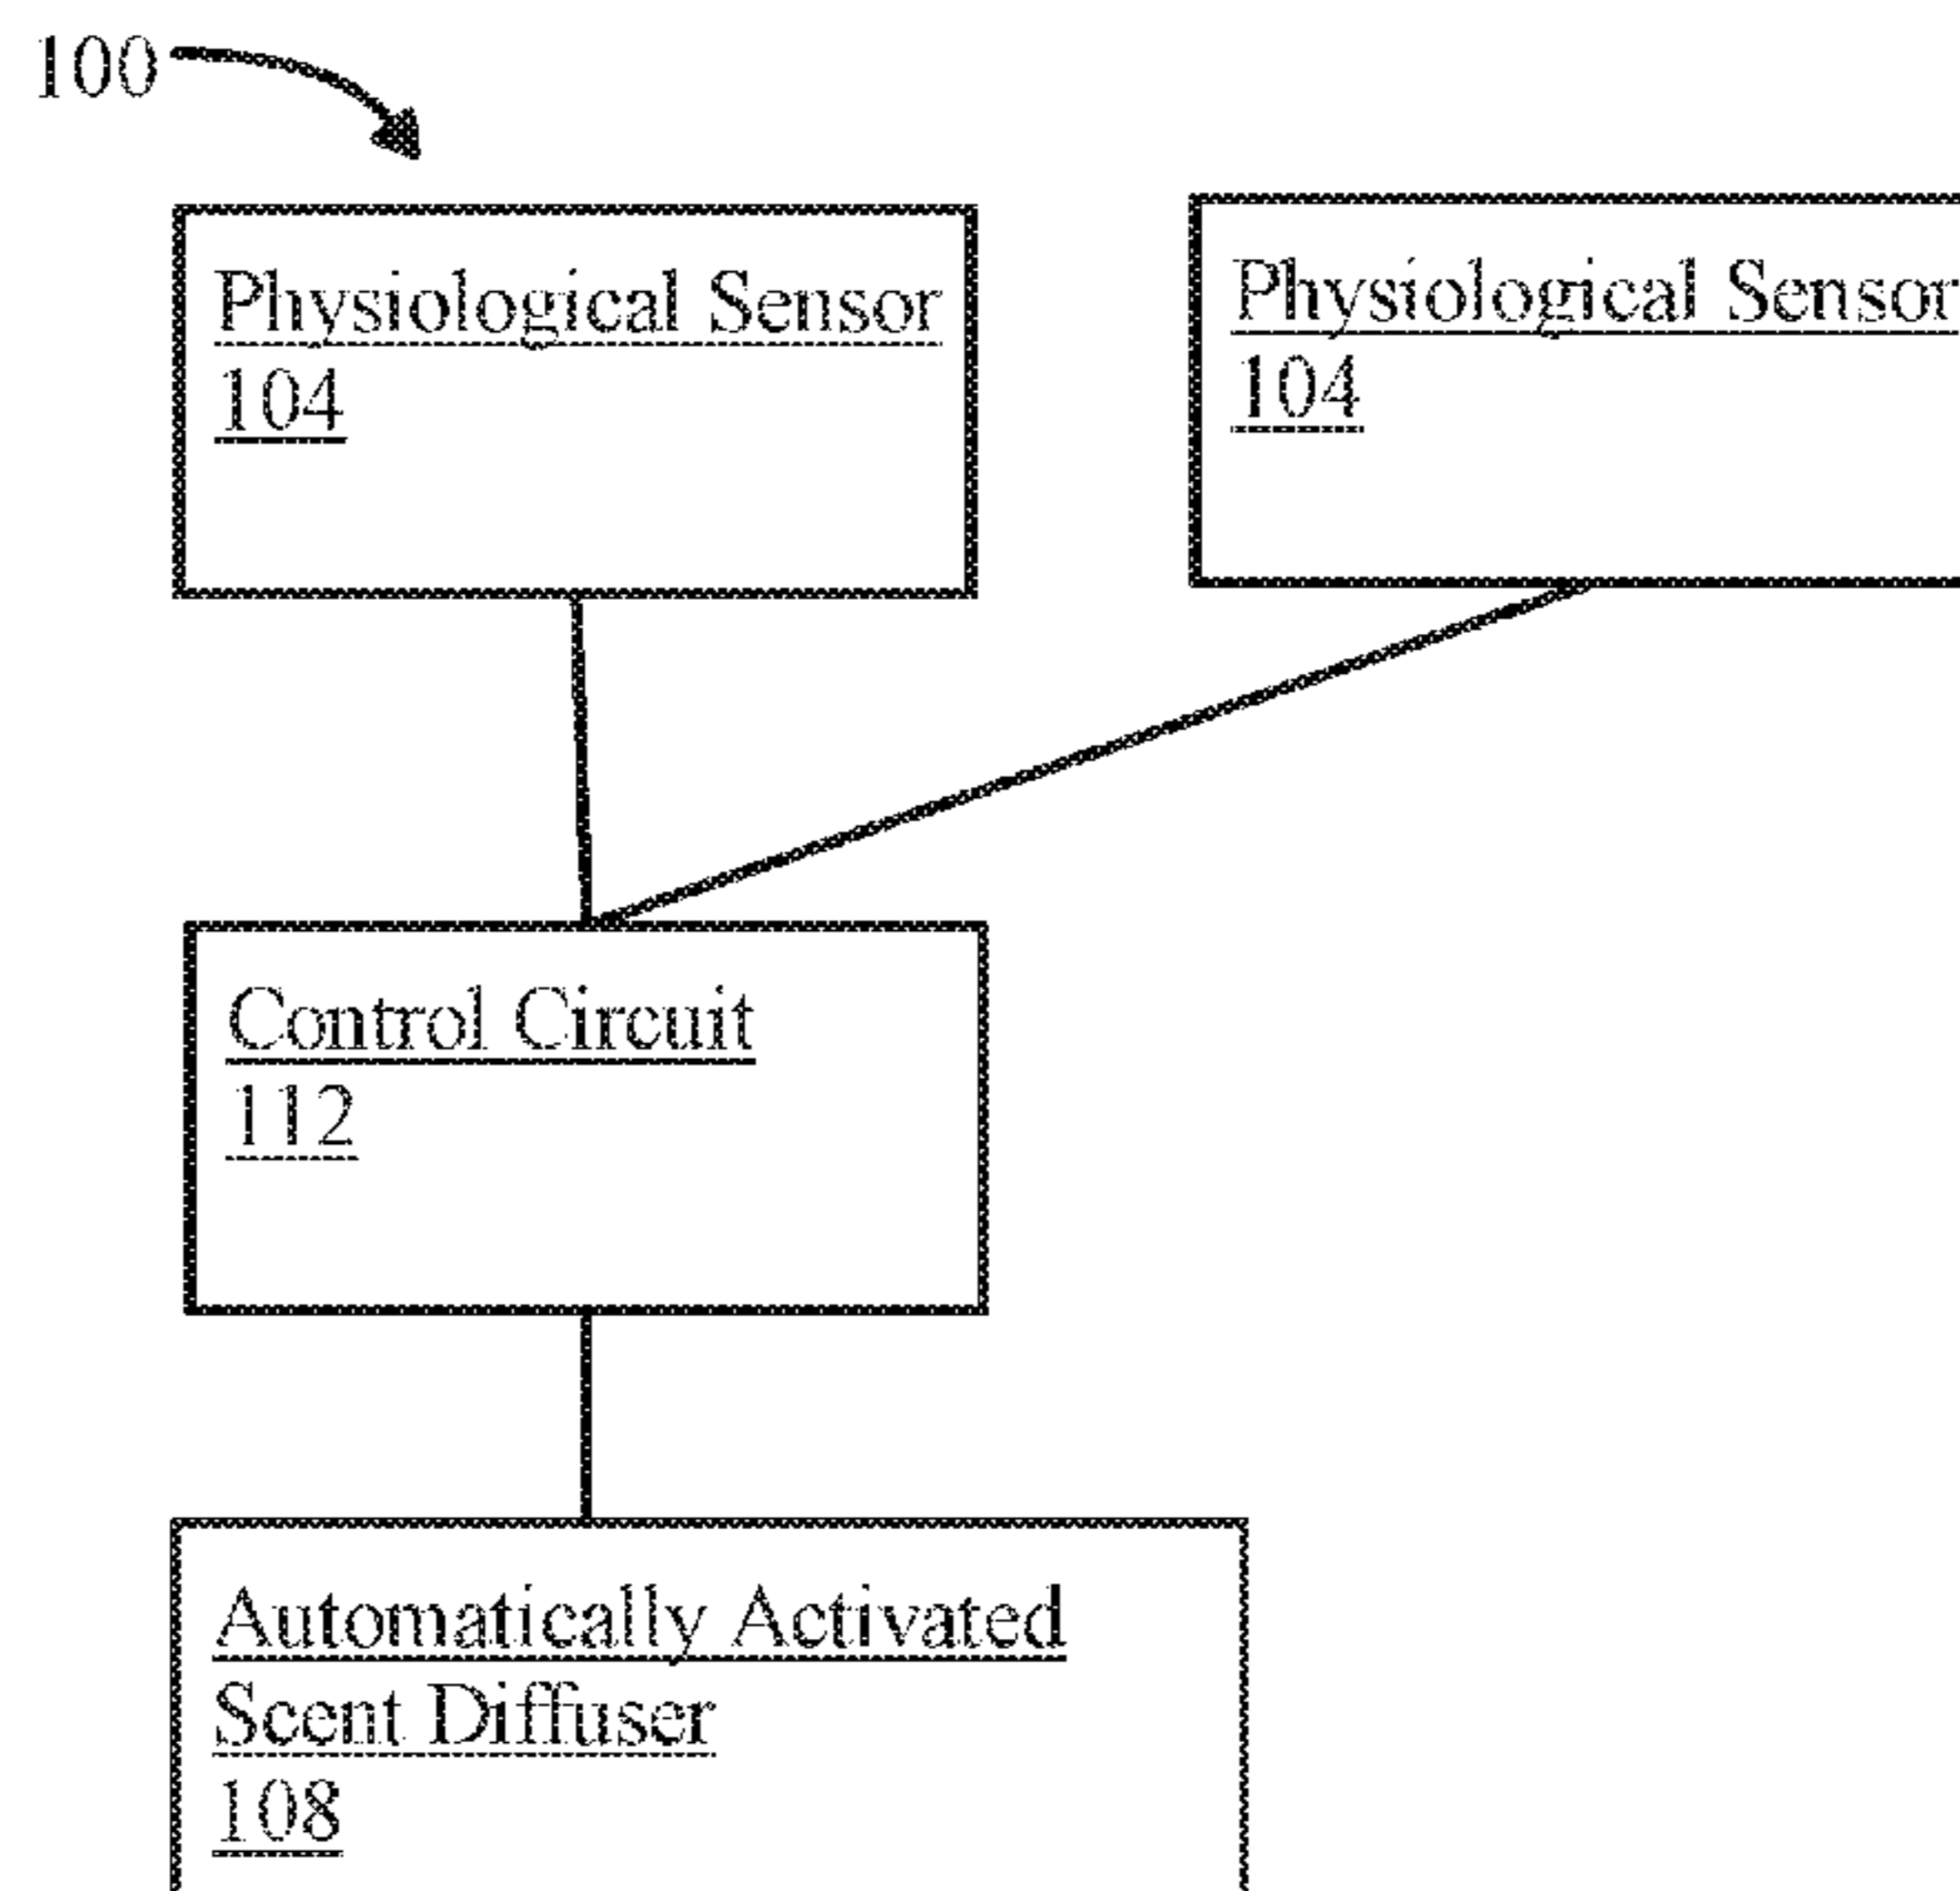 100
Physiological Sensor
104
Physiological Sensor
104
Control Circuit
112
Automatically Activated
Scent Diffuser
108